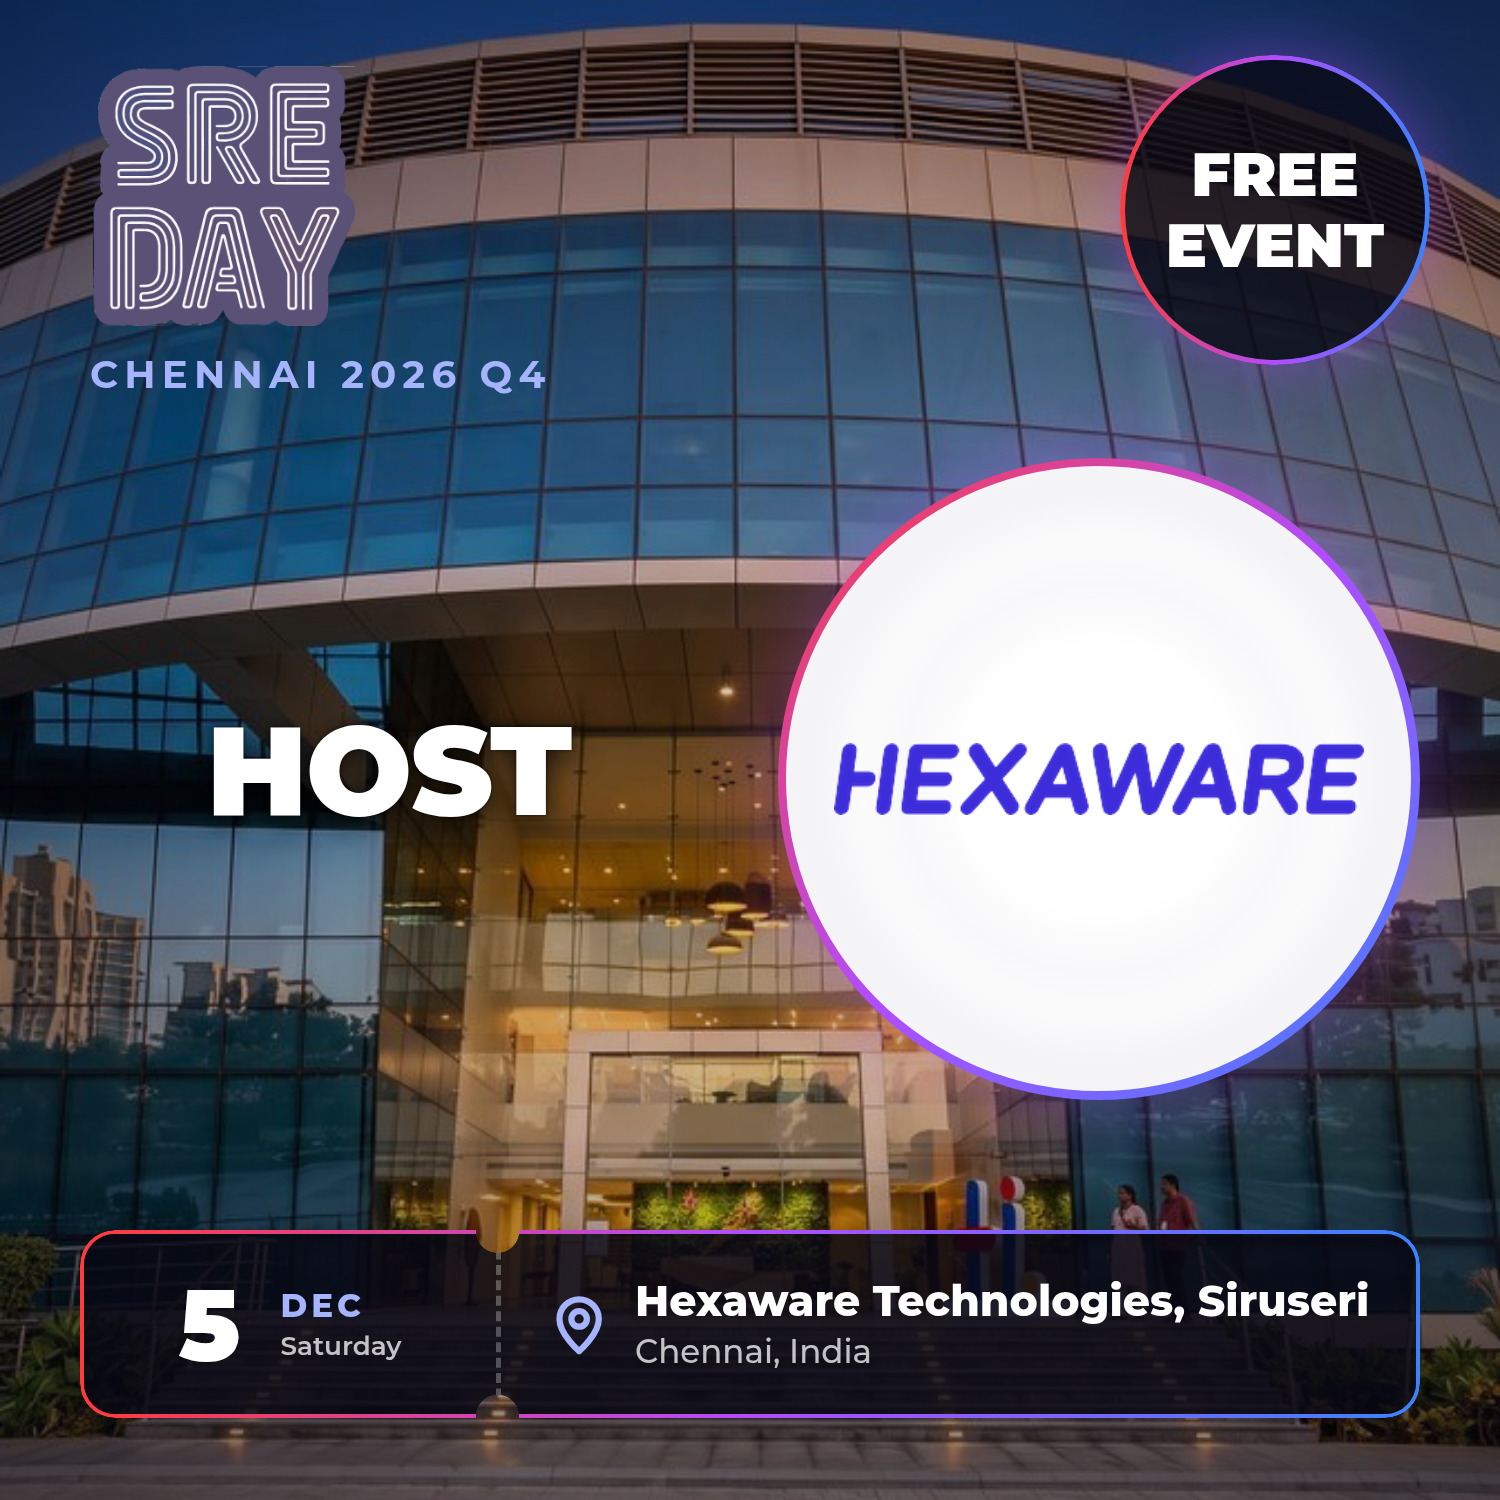 SRE
DAY
CHENNAI 2026 Q4
FREE
EVENT
HOST
HEXAWARE
5
DEC
Saturday
Hexaware Technologies, Siruseri
Chennai, India